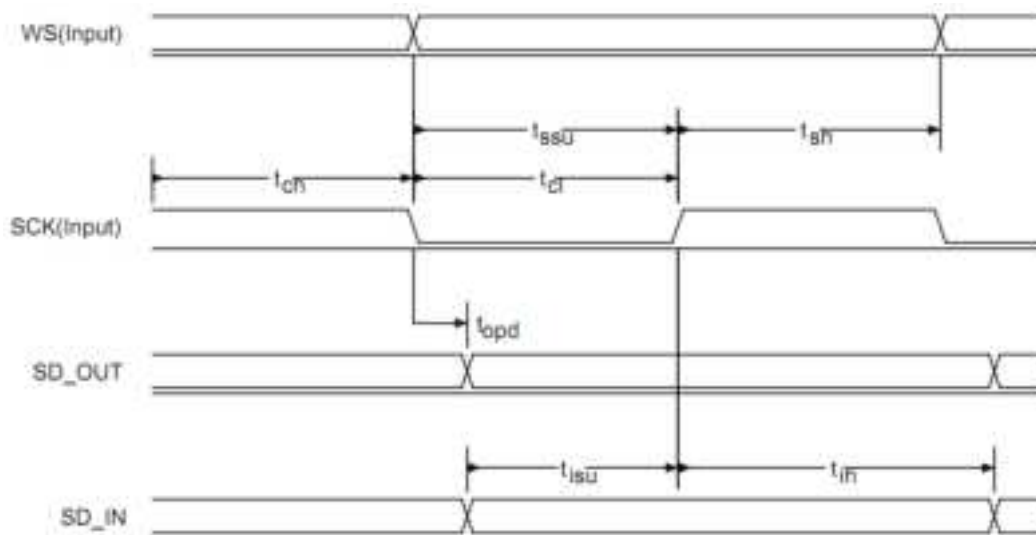 WS(Input)
tssu
tsh
tch
tcl
SCK(Input)
topd
SD_OUT
tisu
tih
SD_IN